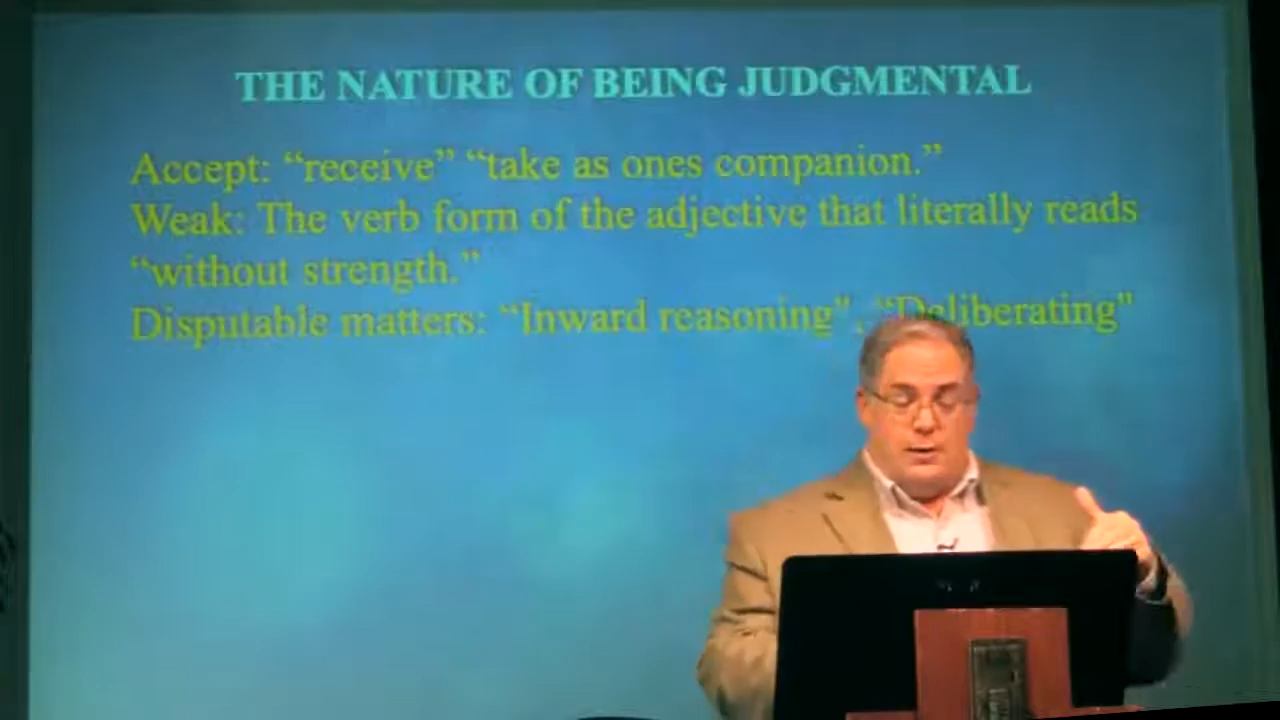 THE NATURE OF BEING JUDGMENTAL
Accept: “receive” “take as ones companion.”
Weak: The verb form of the adjective that literally reads
“without strength.”
Disputable matters: “Inward reasoning", “Deliberating"